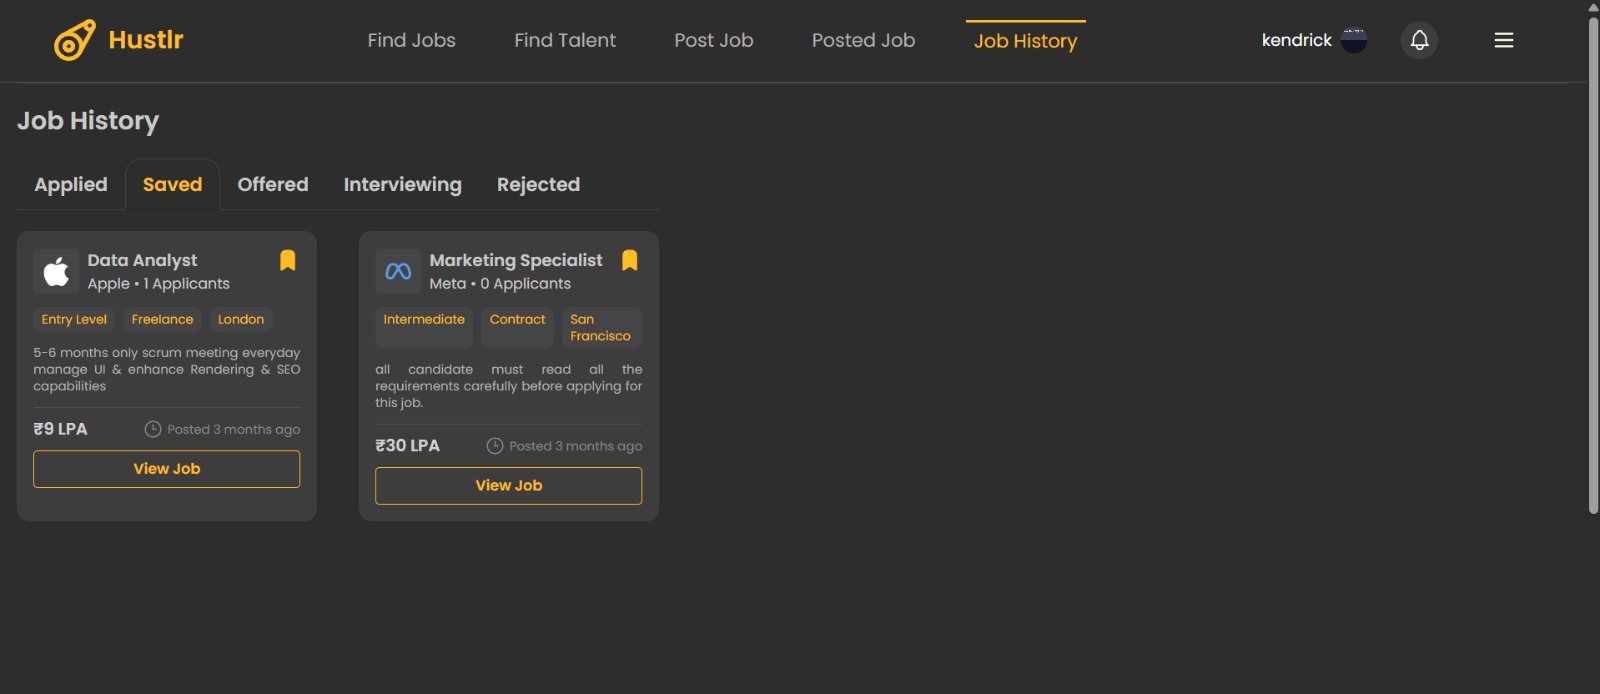 Hustlr
Find Jobs
Find Talent
Post Job
Posted Job
Job History
kendrick
Job History
Applied
Saved
Offered
Interviewing
Rejected
Data Analyst
Apple • 1 Applicants
Entry Level
Freelance
London
5-6 months only scrum meeting everyday
manage UI & enhance Rendering & SEO
capabilities
₹9 LPA
Posted 3 months ago
View Job
Marketing Specialist
Meta • 0 Applicants
Intermediate
Contract
San
Francisco
all candidate must read all the
requirements carefully before applying for
this job.
₹30 LPA
Posted 3 months ago
View Job